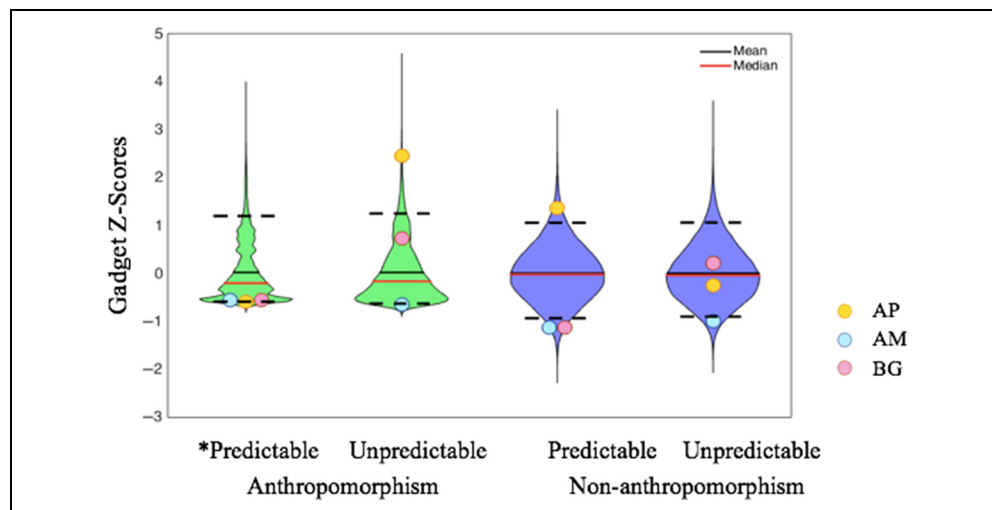 5
4
3
2
1
0
−1
−2
−3
Gadget Z-Scores
Mean
Median
*Predictable Unpredictable Predictable Unpredictable
Anthropomorphism Non-anthropomorphism
AP
AM
BG